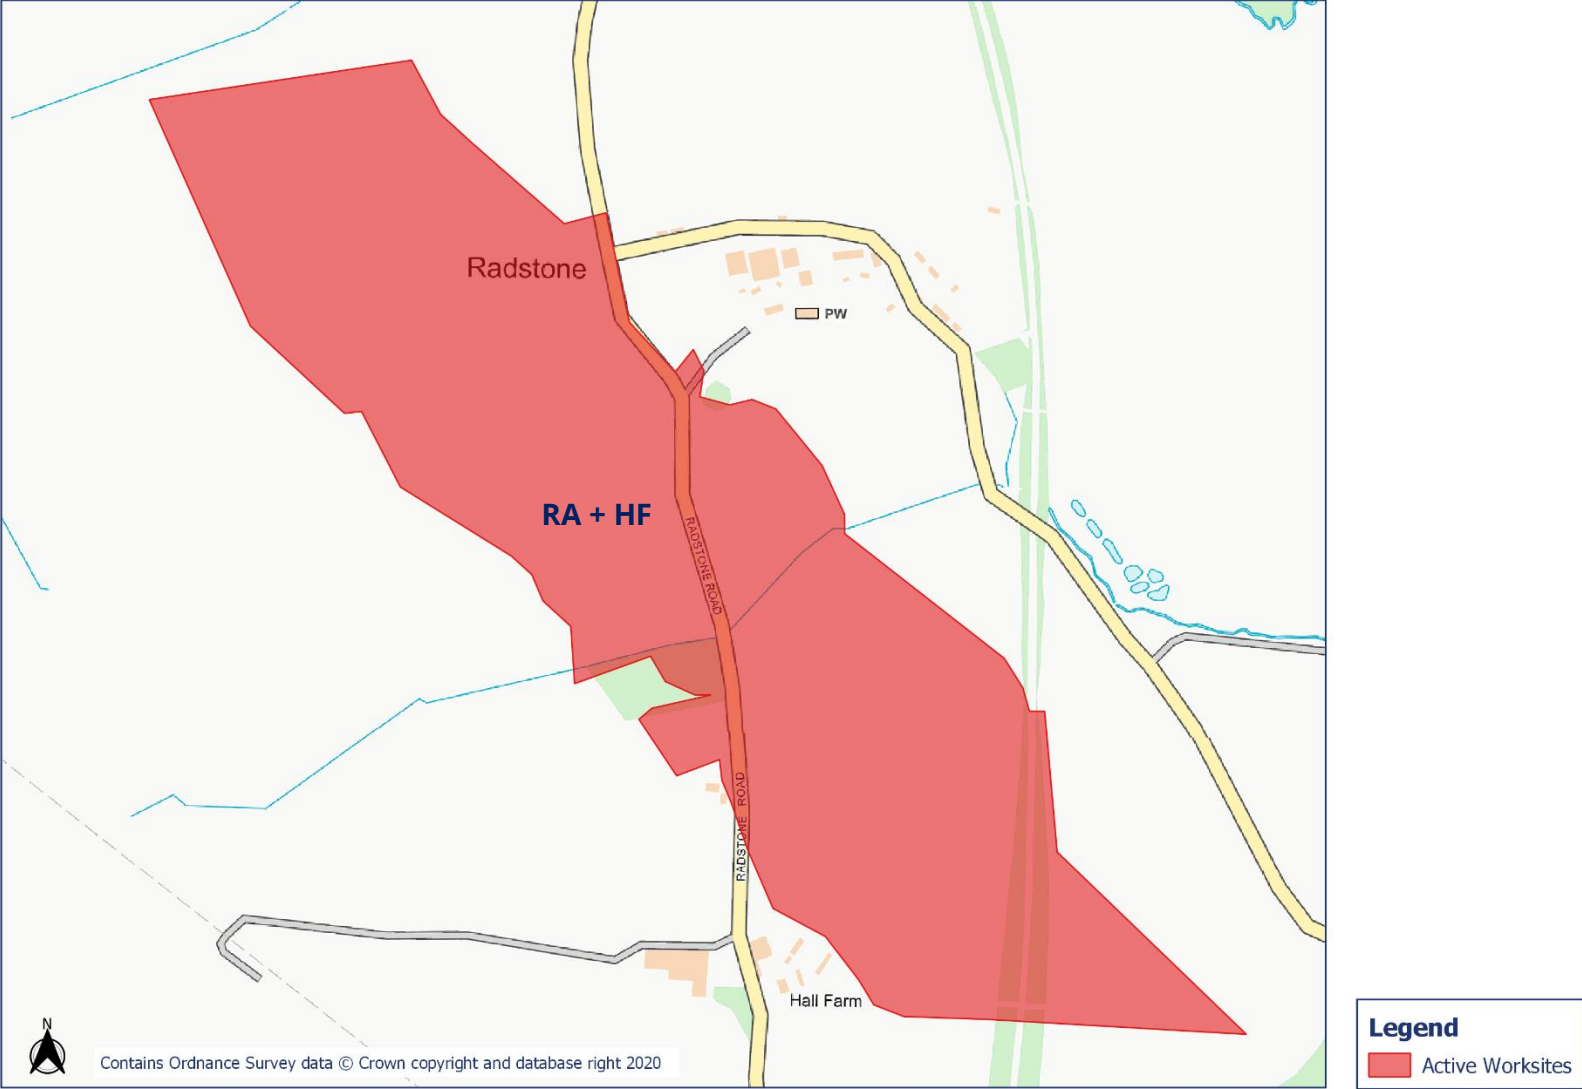 Radstone
PW
RA + HF
RADSTONE ROAD
RADSTONE ROAD
Hall Farm
N
Contains Ordnance Survey data © Crown copyright and database right 2020
Legend
Active Worksites